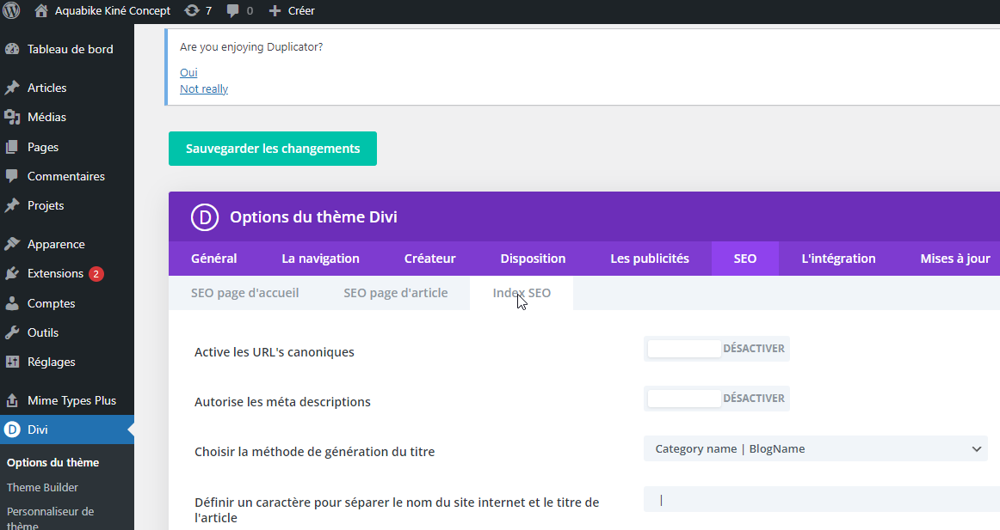 Aquabike Kiné Concept 7 0 Créer
Tableau de bord
Articles
Médias
Pages
Commentaires
Projets
Apparence
Extensions 2
Comptes
Outils
Réglages
Mime Types Plus
Divi
Options du thème
Theme Builder
Personnaliseur de
thème
Are you enjoying Duplicator?
Oui
Not really
Sauvegarder les changements
D Options du thème Divi
Général La navigation Créateur Disposition Les publicités SEO L'intégration Mises à jour
SEO page d'accueil SEO page d'article Index SEO
Active les URL's canoniques DÉSACTIVER
Autorise les méta descriptions DÉSACTIVER
Choisir la méthode de génération du titre Category name | BlogName
Définir un caractère pour séparer le nom du site internet et le titre de |
l'article